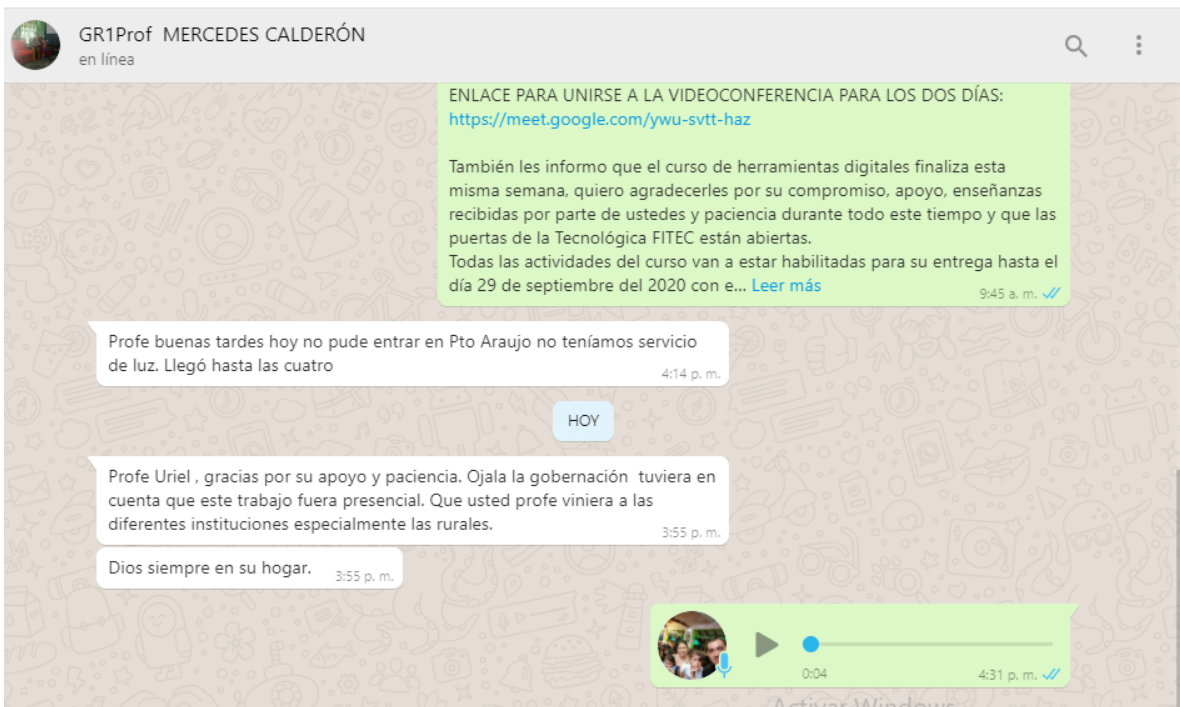 GR1Prof MERCEDES CALDERÓN
en línea
ENLACE PARA UNIRSE A LA VIDEOCONFERENCIA PARA LOS DOS DÍAS:
https://meet.google.com/ywu-svtt-haz
También les informo que el curso de herramientas digitales finaliza esta
misma semana, quiero agradecerles por su compromiso, apoyo, enseñanzas
recibidas por parte de ustedes y paciencia durante todo este tiempo y que las
puertas de la Tecnológica FITEC están abiertas.
Todas las actividades del curso van a estar habilitadas para su entrega hasta el
día 29 de septiembre del 2020 con e... Leer más
9:45 a. m.
Profe buenas tardes hoy no pude entrar en Pto Araujo no teníamos servicio
de luz. Llegó hasta las cuatro
4:14 p. m.
HOY
Profe Uriel , gracias por su apoyo y paciencia. Ojala la gobernación tuviera en
cuenta que este trabajo fuera presencial. Que usted profe viniera a las
diferentes instituciones especialmente las rurales.
3:55 p. m.
Dios siempre en su hogar.
3:55 p. m.
0:04
4:31 p. m.
Activar Windows